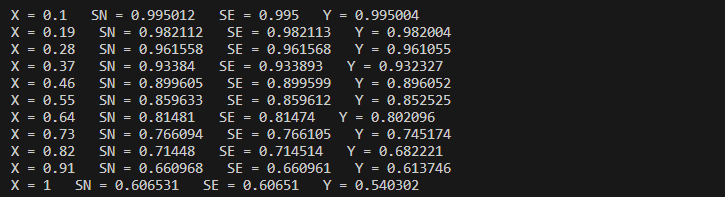 X = 0.1   SN = 0.995012   SE = 0.995   Y = 0.995004
X = 0.19   SN = 0.982112   SE = 0.982113   Y = 0.982004
X = 0.28   SN = 0.961558   SE = 0.961568   Y = 0.961055
X = 0.37   SN = 0.93384   SE = 0.933893   Y = 0.932327
X = 0.46   SN = 0.899605   SE = 0.899599   Y = 0.896052
X = 0.55   SN = 0.859633   SE = 0.859612   Y = 0.852525
X = 0.64   SN = 0.81481   SE = 0.81474   Y = 0.802096
X = 0.73   SN = 0.766094   SE = 0.766105   Y = 0.745174
X = 0.82   SN = 0.71448   SE = 0.714514   Y = 0.682221
X = 0.91   SN = 0.660968   SE = 0.660961   Y = 0.613746
X = 1   SN = 0.606531   SE = 0.60651   Y = 0.540302